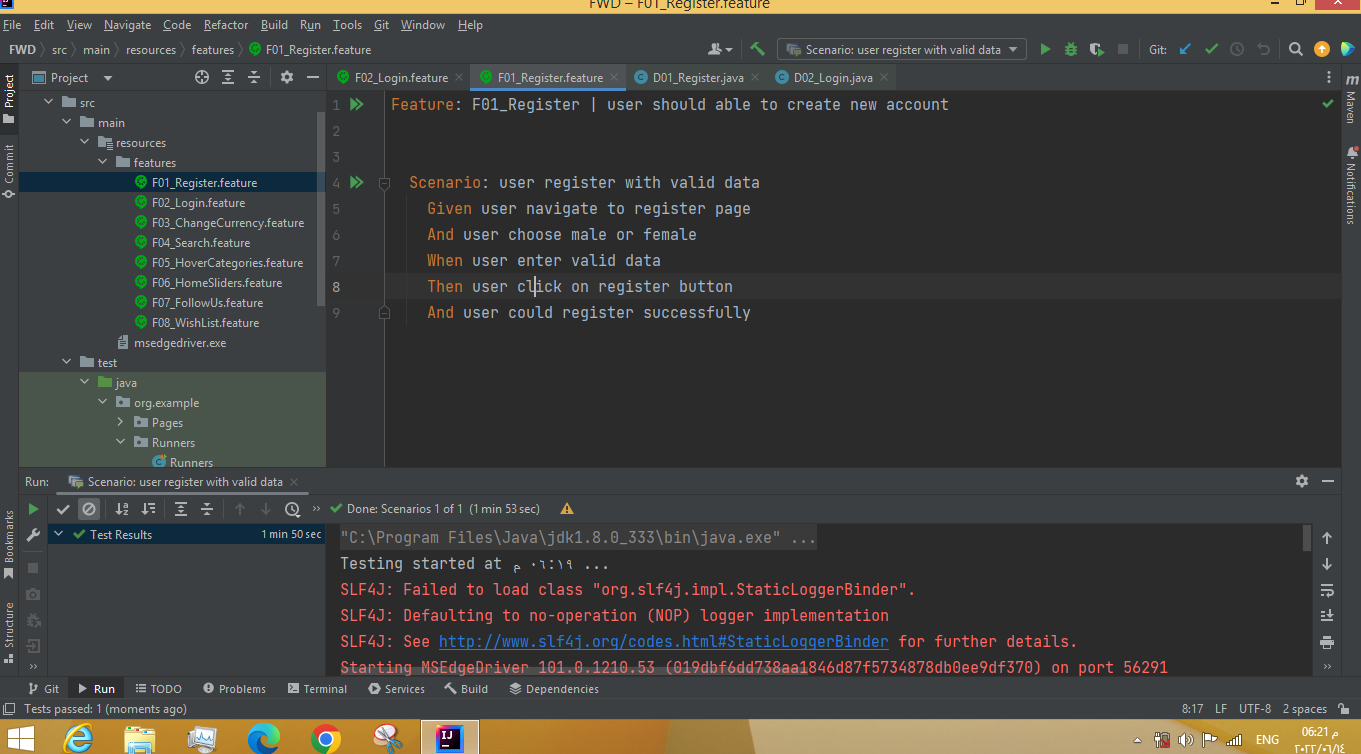 FWD – F01_Register.feature
File Edit View Navigate Code Refactor Build Run Tools Git Window Help
FWD src main resources features F01_Register.feature
Scenario: user register with valid data
Git:
Project
F02_Login.feature F01_Register.feature D01_Register.java D02_Login.java
Project
Commit
src
main
resources
features
F01_Register.feature
F02_Login.feature
F03_ChangeCurrency.feature
F04_Search.feature
F05_HoverCategories.feature
F06_HomeSliders.feature
F07_FollowUs.feature
F08_WishList.feature
msedgedriver.exe
test
java
org.example
Pages
Runners
Runners
1 Feature: F01_Register | user should able to create new account
2
3
4 Scenario: user register with valid data
5 Given user navigate to register page
6 And user choose male or female
7 When user enter valid data
8 Then user click on register button
9 And user could register successfully
m Maven
Notifications
Run: Scenario: user register with valid data
Done: Scenarios 1 of 1 (1 min 53 sec)
Test Results 1 min 50 sec
Bookmarks
Structure
"C:\Program Files\Java\jdk1.8.0_333\bin\java.exe" ...
Testing started at ٠٦:١٩ م ...
SLF4J: Failed to load class "org.slf4j.impl.StaticLoggerBinder".
SLF4J: Defaulting to no-operation (NOP) logger implementation
SLF4J: See http://www.slf4j.org/codes.html#StaticLoggerBinder for further details.
Starting MSEdgeDriver 101.0.1210.53 (019dbf6dd738aa1846d87f5734878db0ee9df370) on port 56291
Git Run TODO Problems Terminal Services Build Dependencies
Tests passed: 1 (moments ago)
8:17 LF UTF-8 2 spaces
IJ
ENG
06:21 م
٢٠٢٢/٠٦/١٤